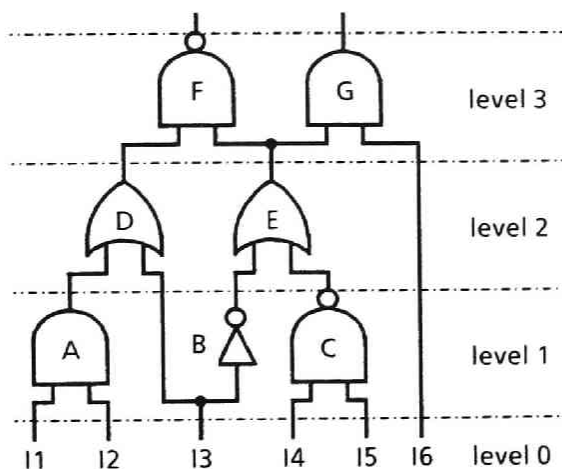 F G level 3
D E level 2
A B C level 1
I1 I2 I3 I4 I5 I6 level 0